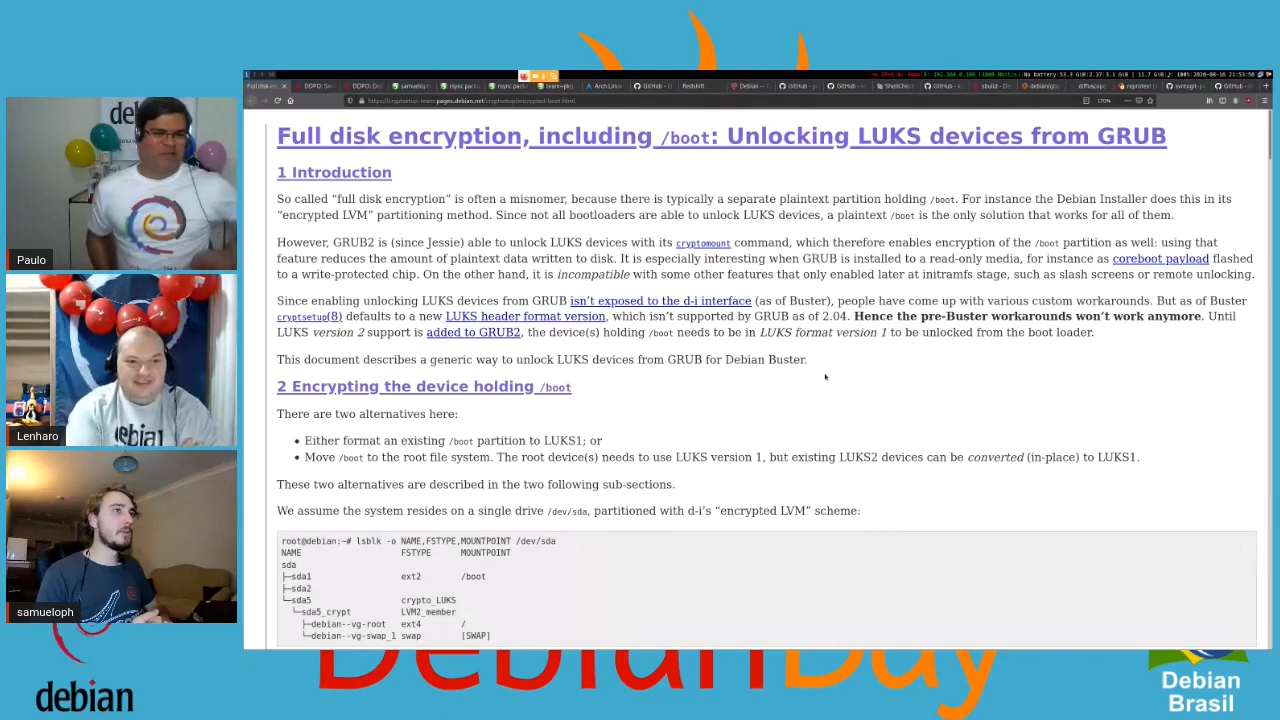 Full disk encryption, including /boot: Unlocking LUKS devices from GRUB
1 Introduction
So called “full disk encryption” is often a misnomer, because there is typically a separate plaintext partition holding /boot. For instance the Debian Installer does this in its
“encrypted LVM” partitioning method. Since not all bootloaders are able to unlock LUKS devices, a plaintext /boot is the only solution that works for all of them.
However, GRUB2 is (since Jessie) able to unlock LUKS devices with its cryptomount command, which therefore enables encryption of the /boot partition as well: using that
feature reduces the amount of plaintext data written to disk. It is especially interesting when GRUB is installed to a read-only media, for instance as coreboot payload flashed
to a write-protected chip. On the other hand, it is incompatible with some other features that only enabled later at initramfs stage, such as slash screens or remote unlocking.
Since enabling unlocking LUKS devices from GRUB isn’t exposed to the d-i interface (as of Buster), people have come up with various custom workarounds. But as of Buster
cryptsetup(8) defaults to a new LUKS header format version, which isn’t supported by GRUB as of 2.04. Hence the pre-Buster workarounds won’t work anymore. Until
LUKS version 2 support is added to GRUB2, the device(s) holding /boot needs to be in LUKS format version 1 to be unlocked from the boot loader.
This document describes a generic way to unlock LUKS devices from GRUB for Debian Buster.
2 Encrypting the device holding /boot
There are two alternatives here:
• Either format an existing /boot partition to LUKS1; or
• Move /boot to the root file system. The root device(s) needs to use LUKS version 1, but existing LUKS2 devices can be converted (in-place) to LUKS1.
These two alternatives are described in the two following sub-sections.
We assume the system resides on a single drive /dev/sda, partitioned with d-i’s “encrypted LVM” scheme:
root@debian:~# lsblk -o NAME,FSTYPE,MOUNTPOINT /dev/sda
NAME FSTYPE MOUNTPOINT
sda
├─sda1 ext2 /boot
├─sda2
└─sda5 crypto_LUKS
└─sda5_crypt LVM2_member
├─debian--vg-root ext4 /
└─debian--vg-swap_1 swap [SWAP]
Paulo
Lenharo
samueloph
debian
DebianDay
Debian
Brasil
https://cryptsetup-team.pages.debian.net/cryptsetup/encrypted-boot.html
170%